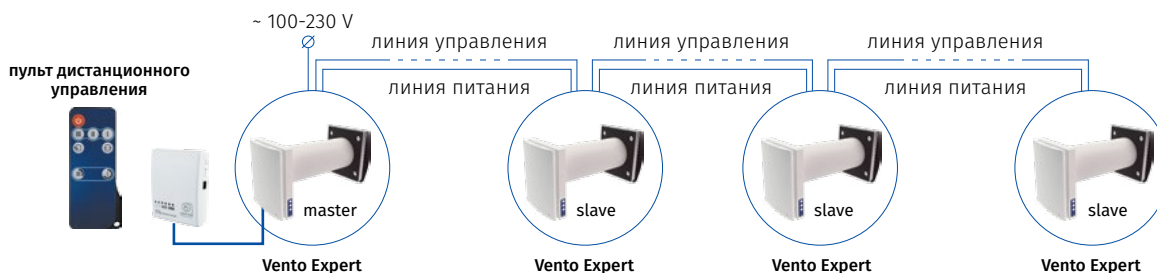 ~ 100-230 V
линия управления
линия управления
линия управления
пульт дистанционного
управления
линия питания
линия питания
линия питания
master
slave
slave
slave
Vento Expert
Vento Expert
Vento Expert
Vento Expert